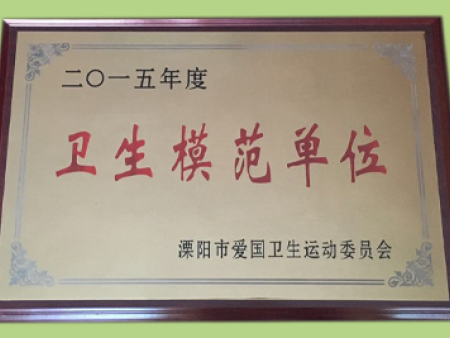 二〇一五年度
卫生模范单位
溧阳市爱国卫生运动委员会